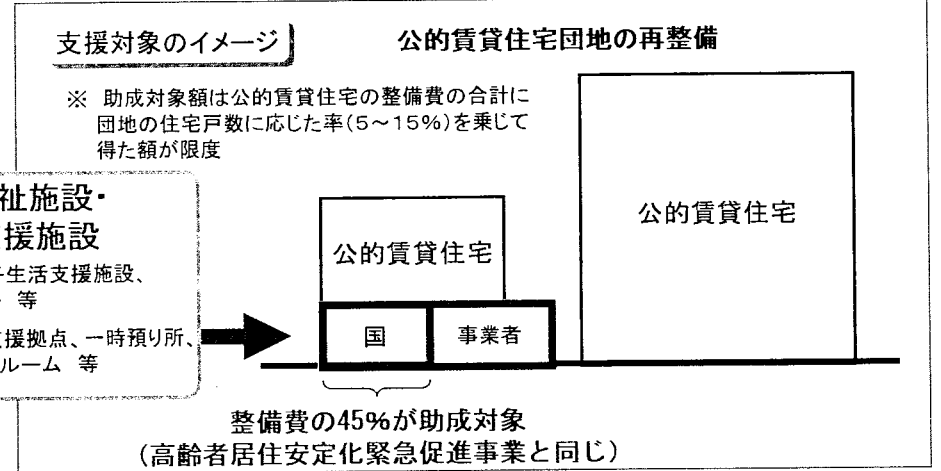 支援対象のイメージ
公的賃貸住宅団地の再整備
※ 助成対象額は公的賃貸住宅の整備費の合計に
団地の住宅戸数に応じた率(5～15%)を乗じて
得た額が限度
祉施設・
援施設
生活支援施設、
等
支援拠点、一時預り所、
ルーム 等
公的賃貸住宅
公的賃貸住宅
国
事業者
整備費の45%が助成対象
(高齢者居住安定化緊急促進事業と同じ)